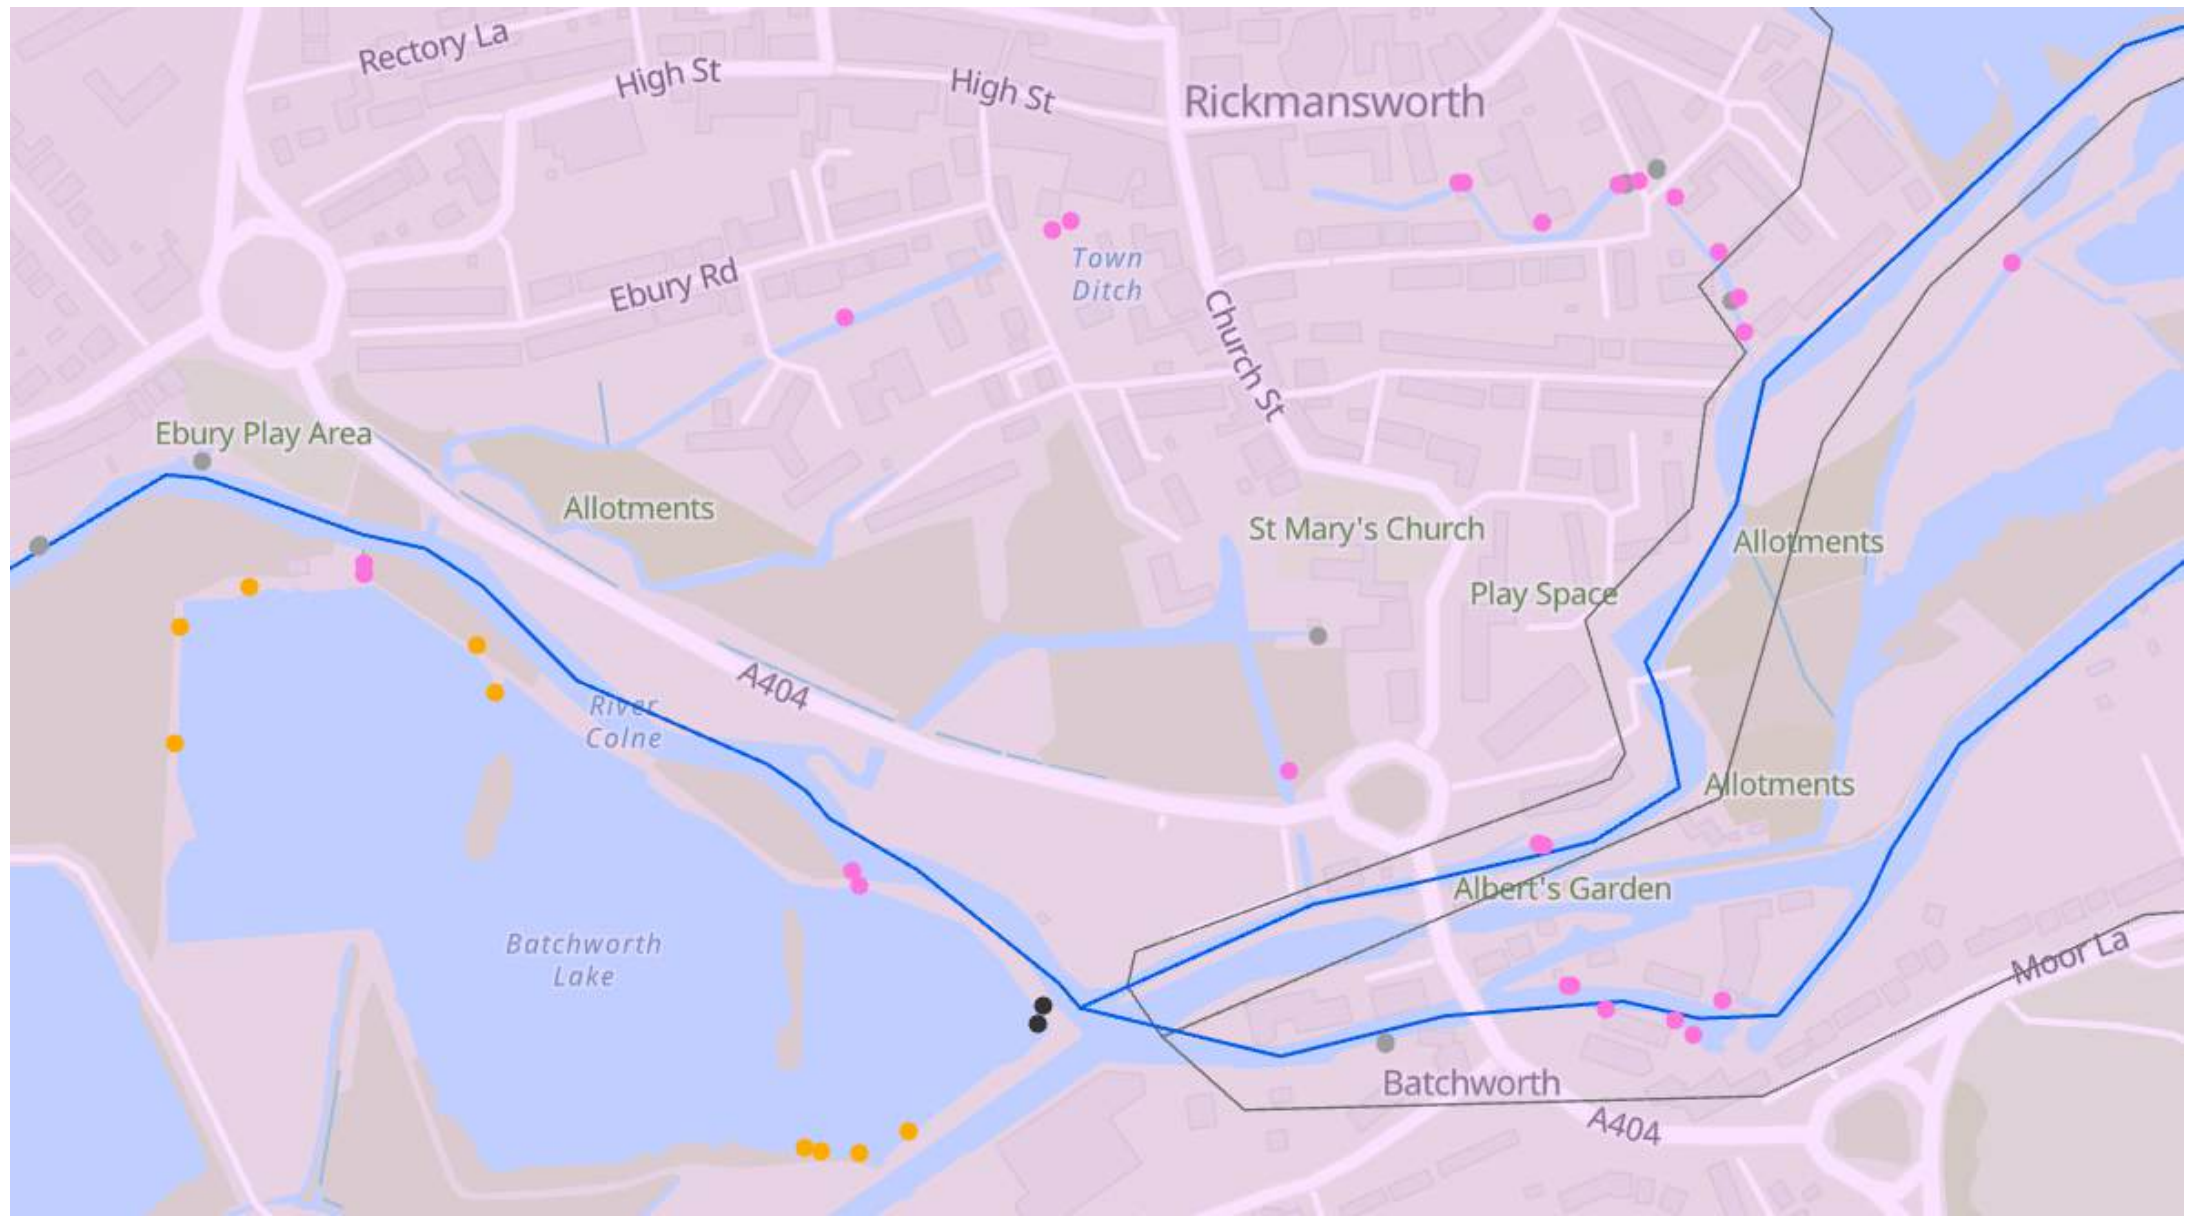 Rectory La
High St
High St
Rickmansworth
Town
Ditch
Ebury Rd
Church St
Ebury Play Area
Allotments
St Mary's Church
Allotments
Play Space
A404
River
Colne
Allotments
Albert's Garden
Batchworth
Lake
Moor La
Batchworth
A404